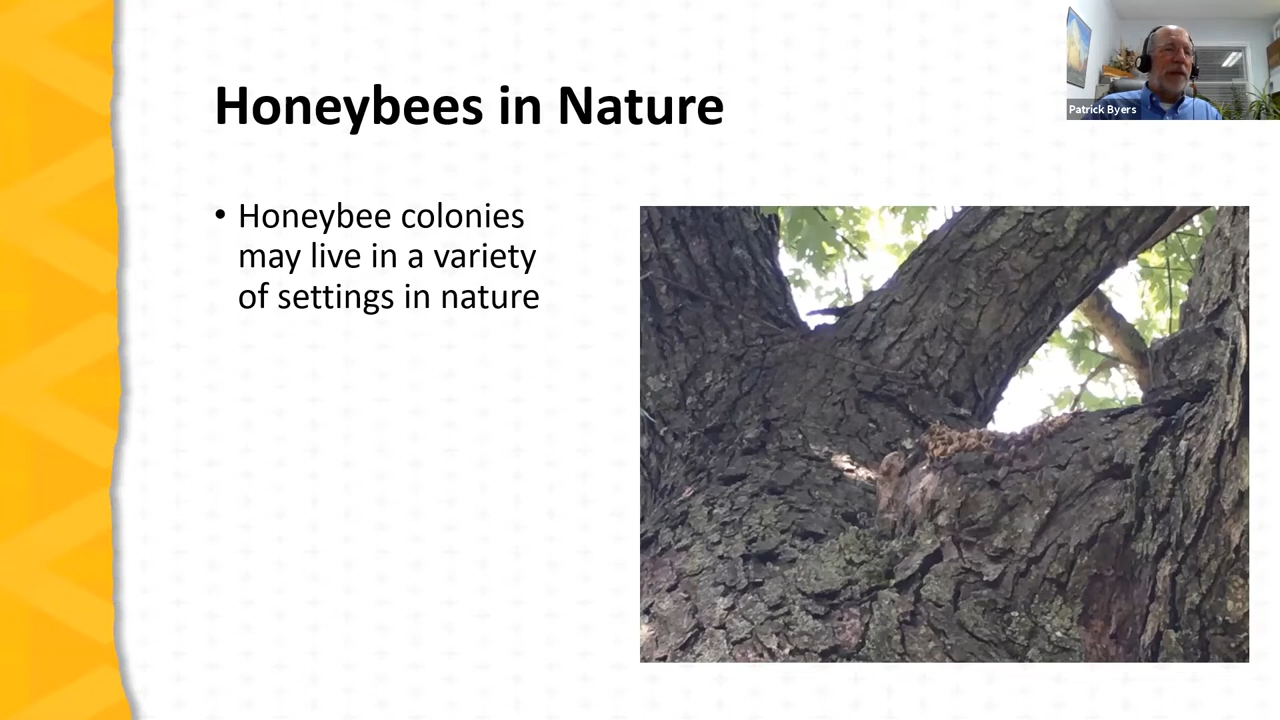 Patrick Byers
Honeybees in Nature
• Honeybee colonies
may live in a variety
of settings in nature